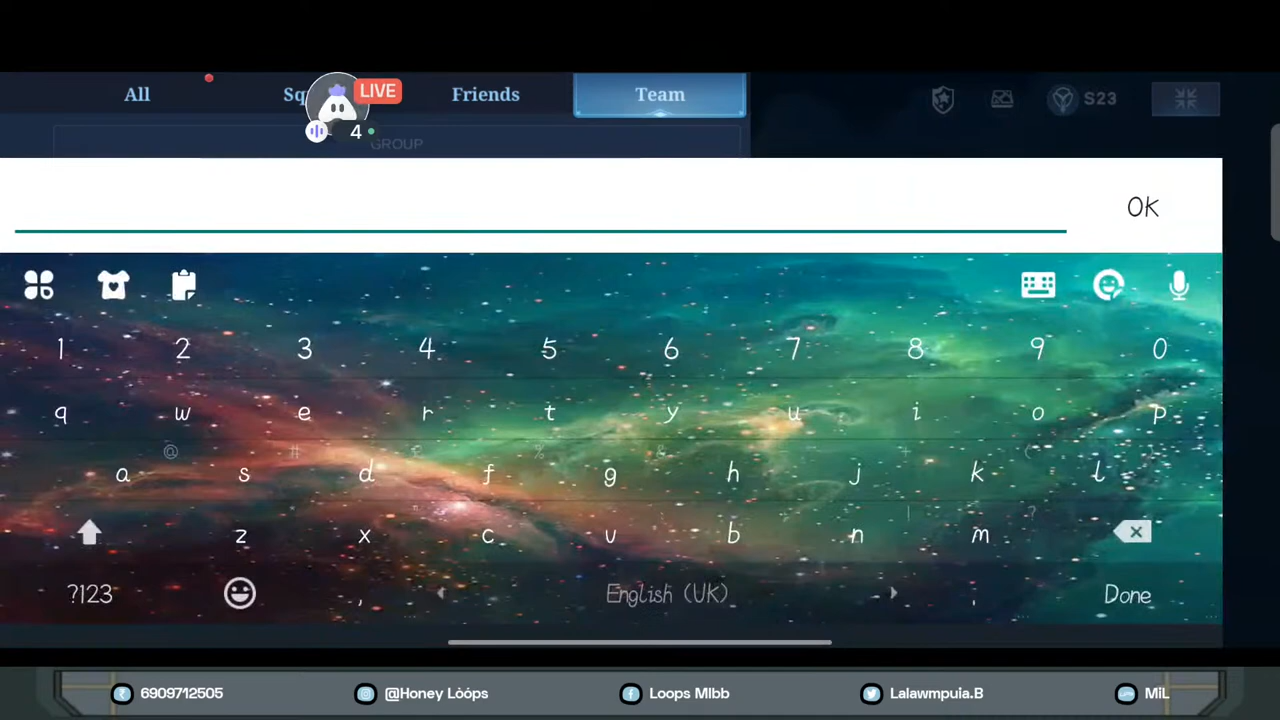 All Sq Friends Team S23
LIVE
4
GROUP
OK
1 2 3 4 5 6 7 8 9 0
q w e r t y u i o p
@ # % & + (
a s d f g h j k l
z x c v b n m
?123 , English (UK) Done
6909712505 @Honey Lòóps Loops Mlbb Lalawmpuia.B MiL